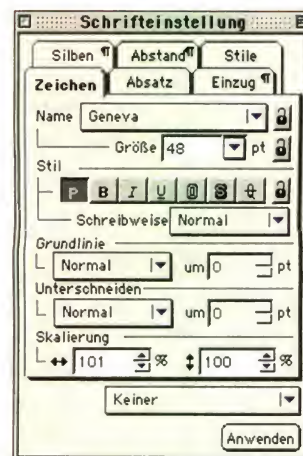 Schrifteinstellung
Silben ¶ Abstand ¶ Stile
Zeichen Absatz Einzug ¶
Name Geneva
Größe 48 pt
Stil
P B I U O S
Schreibweise Normal
Grundlinie
Normal um 0 pt
Unterschneiden
Normal um 0 pt
Skalierung
↔ 101 % ↕ 100 %
Keiner
Anwenden